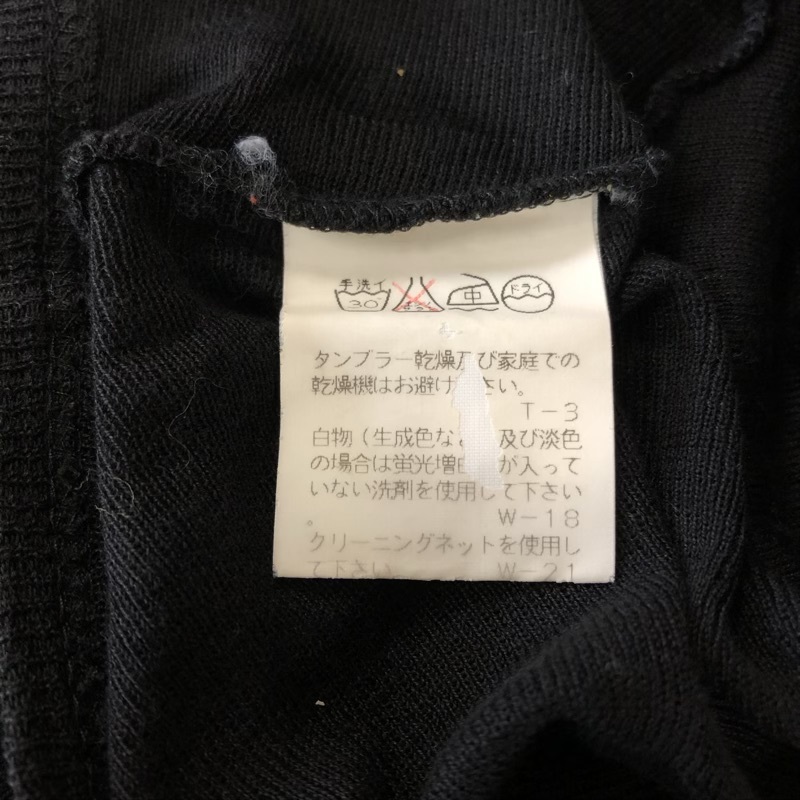 手洗イ 30 エンソ 中 ドライ
タンブラー乾燥及び家庭での
乾燥機はお避け さい。
T-3
白物(生成色な 及び淡色
の場合は蛍光増白 が入って
いない洗剤を使用して下さい
。 W-18
クリーニングネットを使用し
て下さい W-21